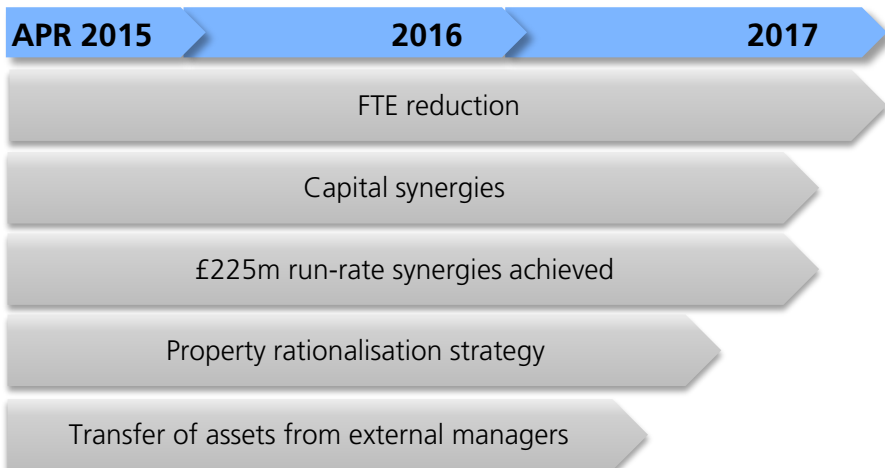 APR 2015 2016 2017
FTE reduction
Capital synergies
£225m run-rate synergies achieved
Property rationalisation strategy
Transfer of assets from external managers